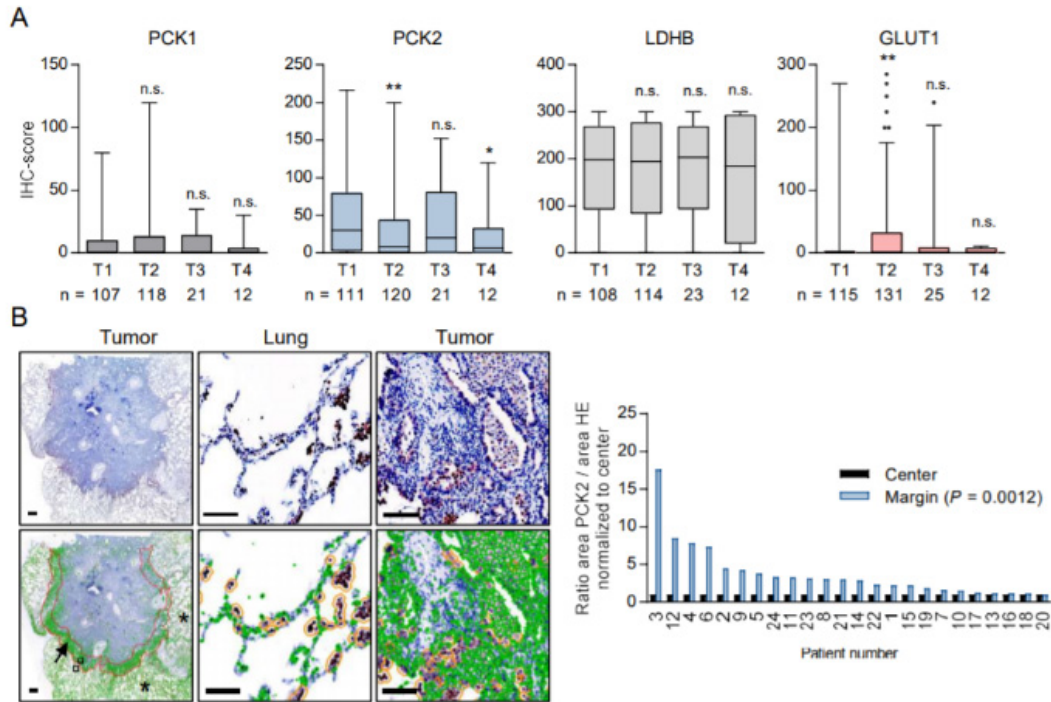 A
PCK1 PCK2 LDHB GLUT1
IHC-score
150
100
50
0
n.s.
n.s.
n.s.
T1 T2 T3 T4
n = 107 118 21 12
250
200
150
100
50
0
**
n.s.
*
T1 T2 T3 T4
n = 111 120 21 12
400
300
200
100
0
n.s. n.s. n.s.
T1 T2 T3 T4
n = 108 114 23 12
300
200
100
0
**
n.s.
n.s.
T1 T2 T3 T4
n = 115 131 25 12
B
Tumor Lung Tumor
*
*
Ratio area PCK2 / area HE
normalized to center
25
20
15
10
5
0
Center
Margin (P = 0.0012)
3 12 4 6 2 9 5 24 11 23 8 21 14 22 1 15 19 7 10 17 13 16 18 20
Patient number